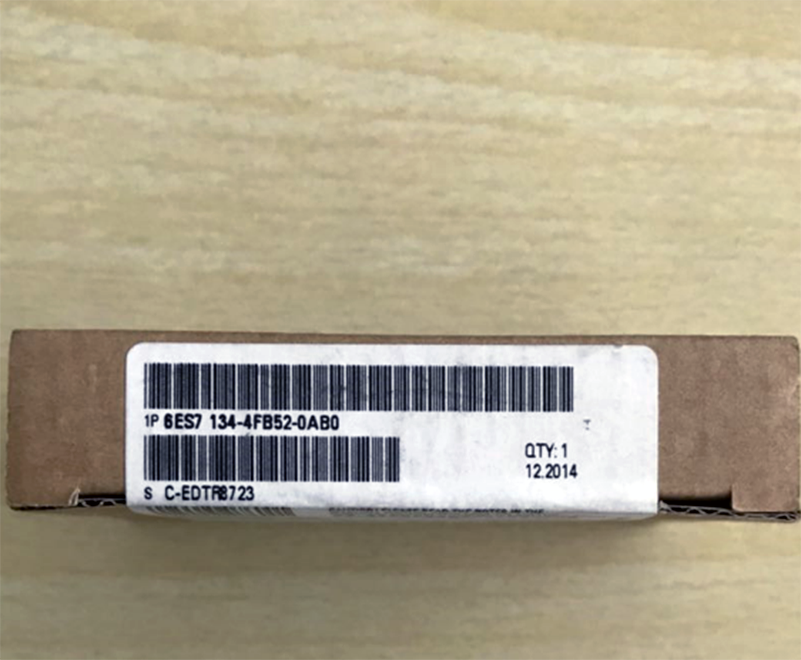 1P 6ES7 134-4FB52-0AB0
QTY: 1
12.2014
S C-EDTR8723